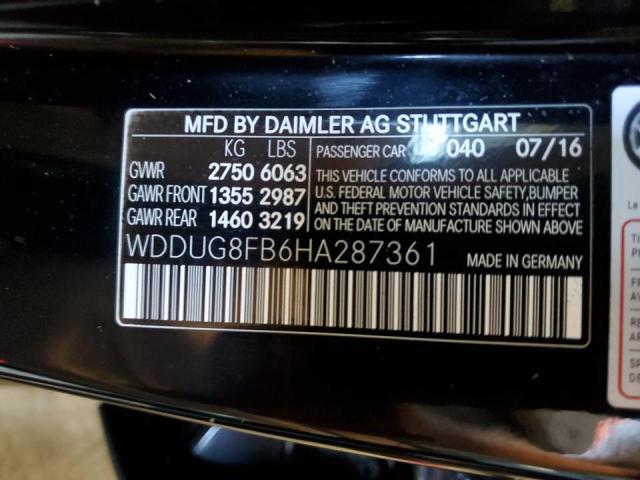 MFD BY DAIMLER AG STUTTGART
KG LBS
GVWR 2750 6063
GAWR FRONT 1355 2987
GAWR REAR 1460 3219
PASSENGER CAR 040 07/16
THIS VEHICLE CONFORMS TO ALL APPLICABLE
U.S. FEDERAL MOTOR VEHICLE SAFETY, BUMPER
AND THEFT PREVENTION STANDARDS IN EFFECT
ON THE DATE OF MANUFACTURE SHOWN ABOVE
WDDUG8FB6HA287361 MADE IN GERMANY
Le